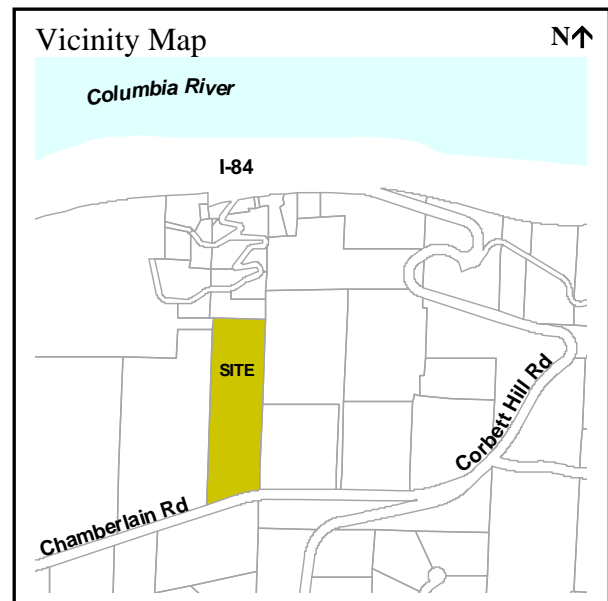 Vicinity Map
N↑
Columbia River
I-84
SITE
Corbett Hill Rd
Chamberlain Rd